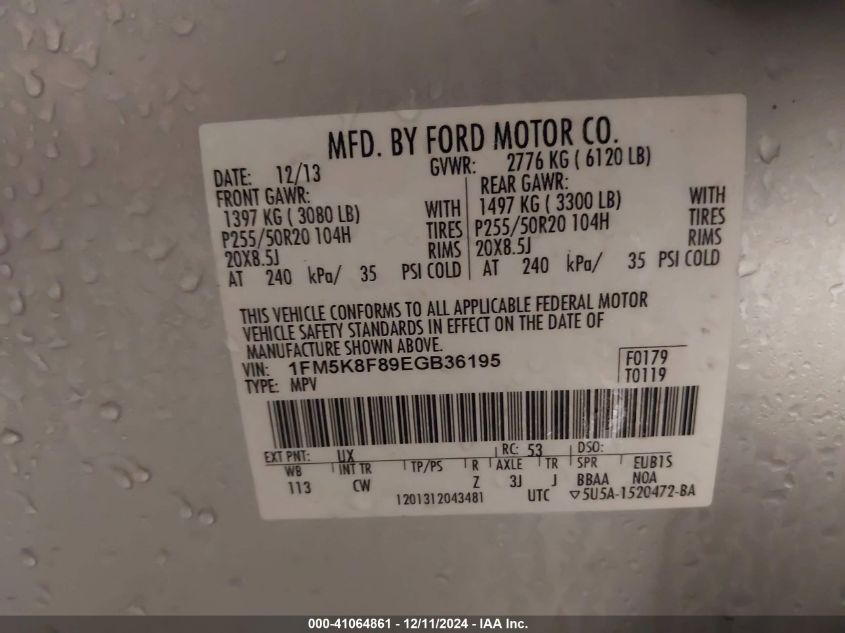 MFD. BY FORD MOTOR CO.
DATE: 12/13 GVWR: 2776 KG ( 6120 LB)
FRONT GAWR: REAR GAWR:
1397 KG ( 3080 LB) WITH 1497 KG ( 3300 LB) WITH
P255/50R20 104H TIRES P255/50R20 104H TIRES
20X8.5J RIMS 20X8.5J RIMS
AT 240 kPa/ 35 PSI COLD AT 240 kPa/ 35 PSI COLD
THIS VEHICLE CONFORMS TO ALL APPLICABLE FEDERAL MOTOR
VEHICLE SAFETY STANDARDS IN EFFECT ON THE DATE OF
MANUFACTURE SHOWN ABOVE.
VIN: 1FM5K8F89EGB36195 F0179
TYPE: MPV T0119
EXT PNT: UX RC: 53 DSO:
WB INT TR TP/PS R AXLE TR SPR EUB1S
113 CW Z 3J J BBAA NOA
1201312043481 UTC ▽5U5A-1520472-BA
000-41064861 - 12/11/2024 - IAA Inc.